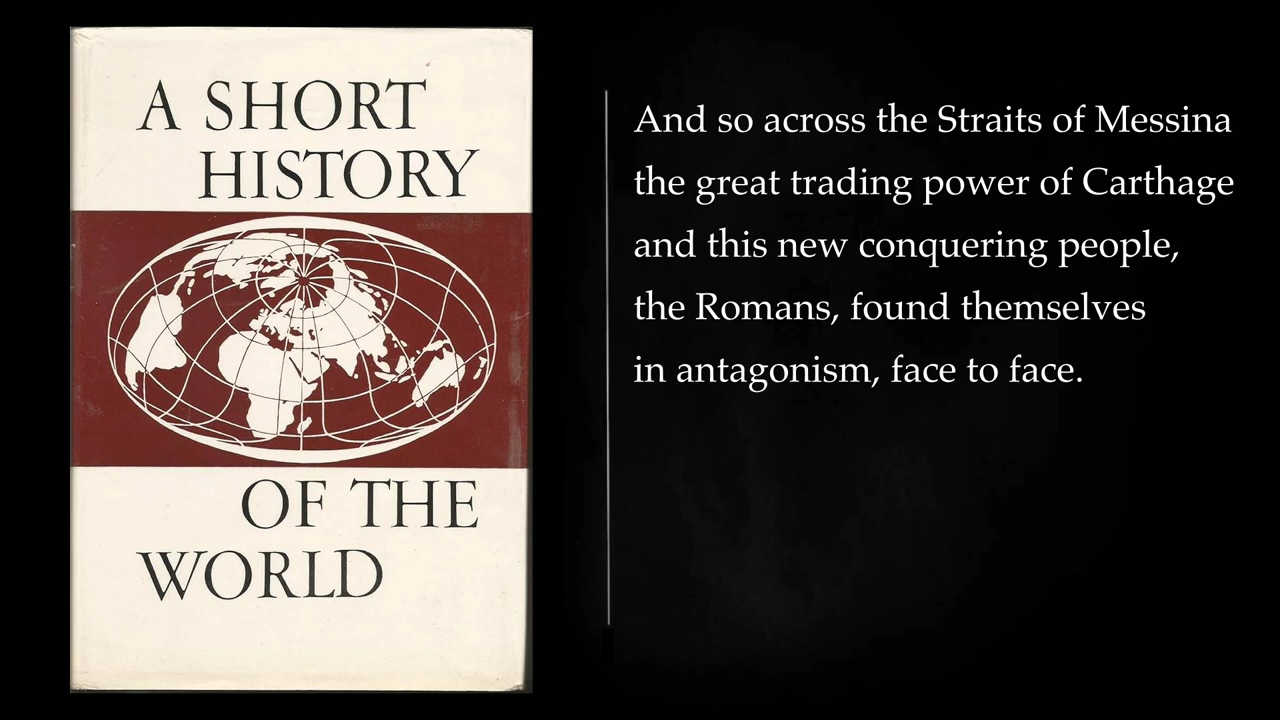 A SHORT
HISTORY
OF THE
WORLD
And so across the Straits of Messina
the great trading power of Carthage
and this new conquering people,
the Romans, found themselves
in antagonism, face to face.